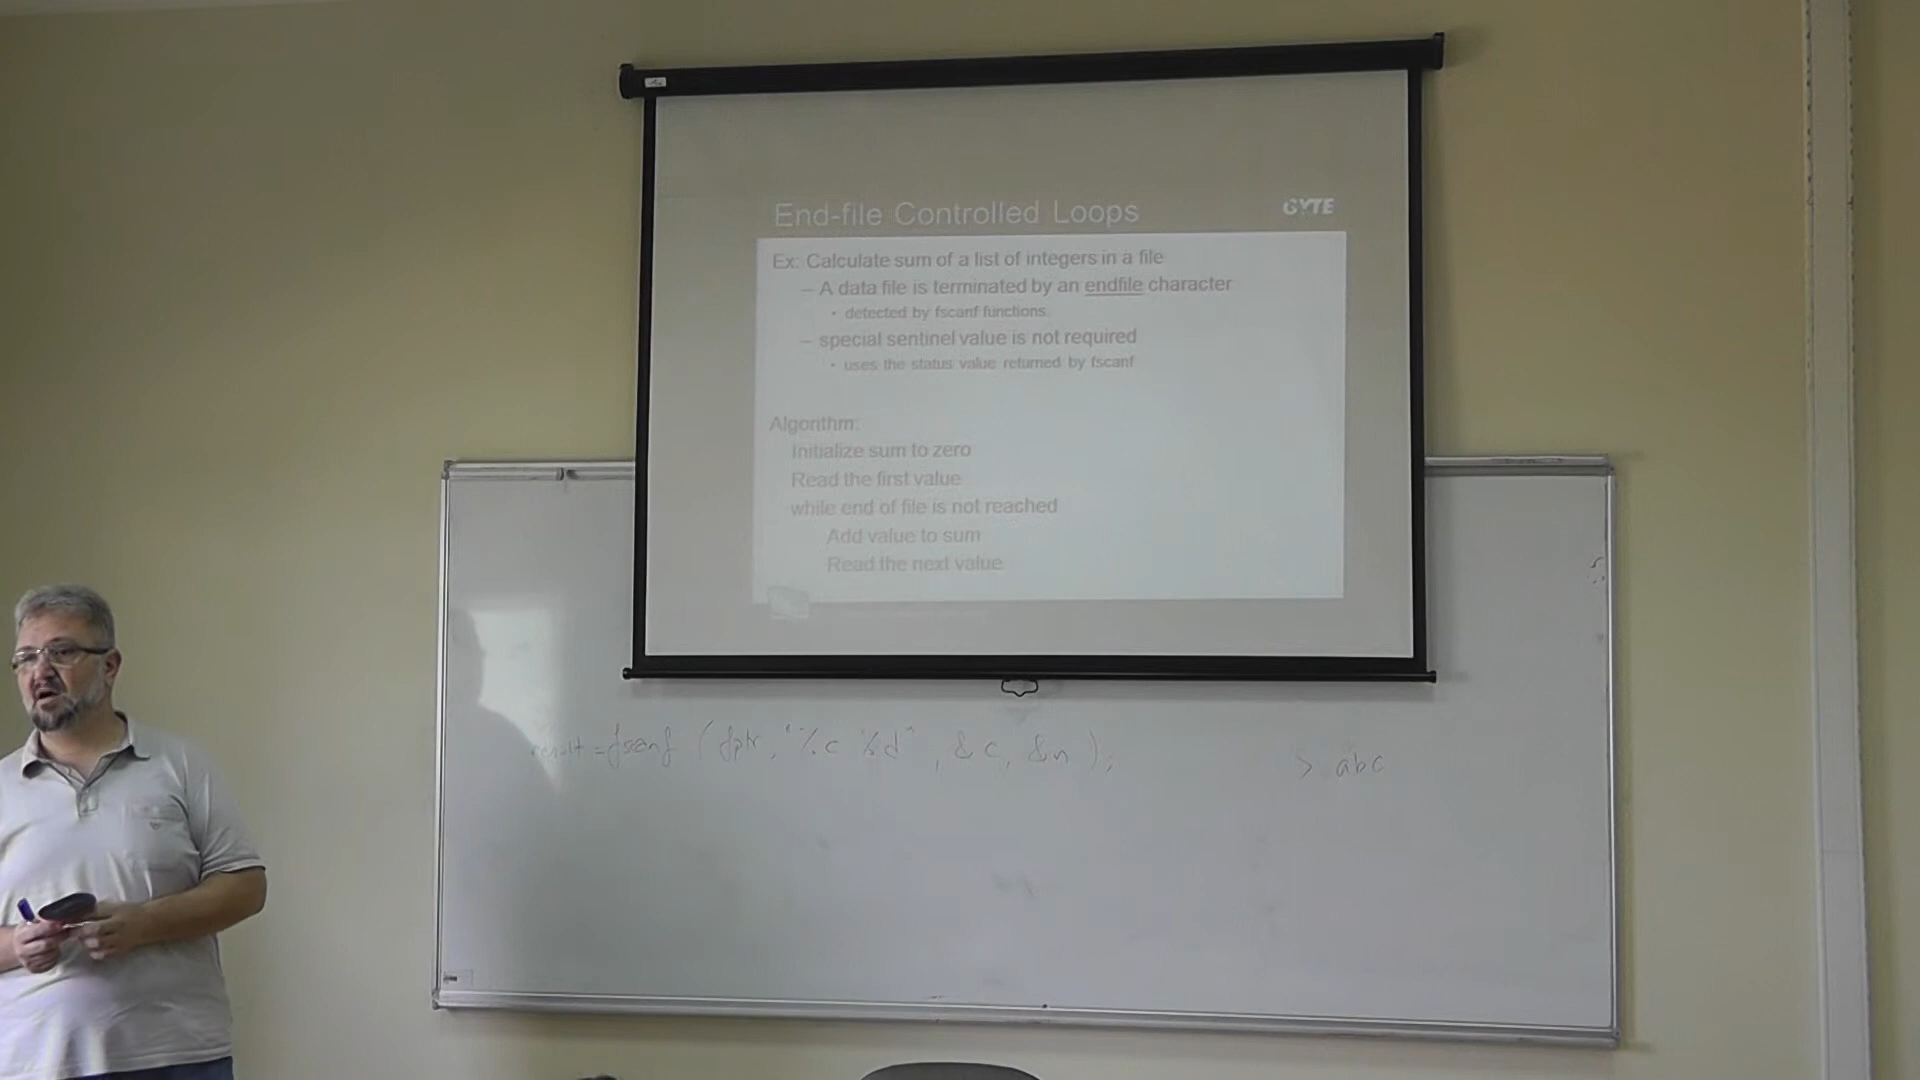 End-file Controlled Loops
GYTE
Ex: Calculate sum of a list of integers in a file
– A data file is terminated by an endfile character
• detected by fscanf functions.
– special sentinel value is not required
• uses the status value returned by fscanf
Algorithm:
Initialize sum to zero
Read the first value
while end of file is not reached
Add value to sum
Read the next value
result = fscanf (fptr, "%c %d", &c, &n);
> abc